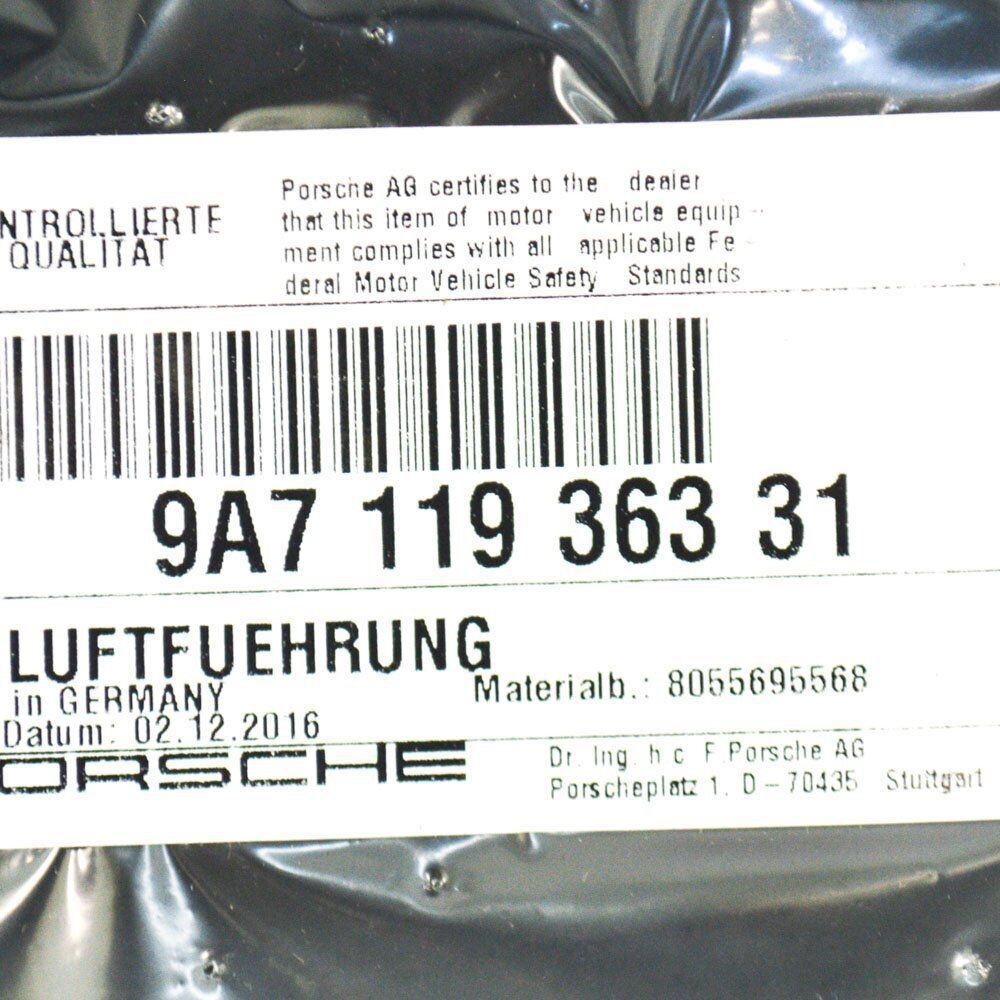 NTROLLIERTE
QUALITAT
Porsche AG certifies to the dealer
that this item of motor vehicle equip-
ment complies with all applicable Fe-
deral Motor Vehicle Safety Standards
9A7 119 363 31
LUFTFUEHRUNG
in GERMANY
Materialb.: 8055695568
Datum: 02.12.2016
ORSCHE
Dr. Ing. h c F.Porsche AG
Porscheplatz 1, D-70435 Stuttgart